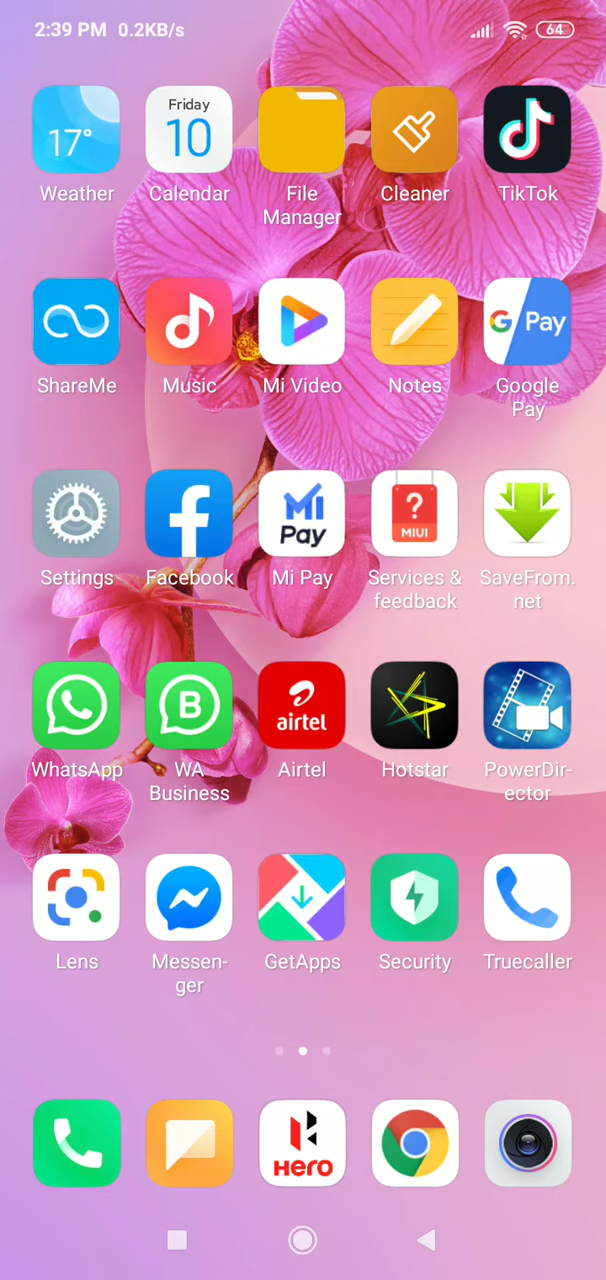 2:39 PM 0.2KB/s 64
17°
Friday
10
Weather Calendar File Cleaner TikTok
Manager
G Pay
ShareMe Music Mi Video Notes Google
Pay
MI
Pay
?
MIUI
Settings Facebook Mi Pay Services & SaveFrom.
feedback net
B
airtel
WhatsApp WA Airtel Hotstar PowerDir-
Business ector
Lens Messen- GetApps Security Truecaller
ger
Hero